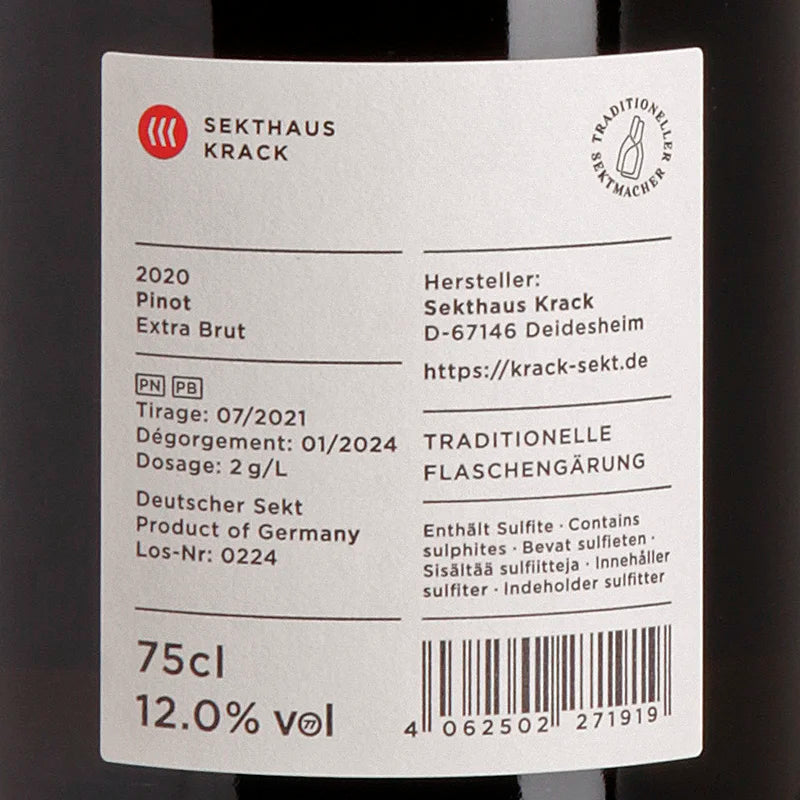 SEKTHAUS
KRACK
TRADITIONELLER
SEKTMACHER
2020
Pinot
Extra Brut
PN PB
Tirage: 07/2021
Dégorgement: 01/2024
Dosage: 2 g/L
Deutscher Sekt
Product of Germany
Los-Nr: 0224
75cl
12.0% vol
77
Hersteller:
Sekthaus Krack
D-67146 Deidesheim
https://krack-sekt.de
TRADITIONELLE
FLASCHENGÄRUNG
Enthält Sulfite · Contains
sulphites · Bevat sulfieten ·
Sisältää sulfiitteja · Innehåller
sulfiter · Indeholder sulfitter
4 062502 271919